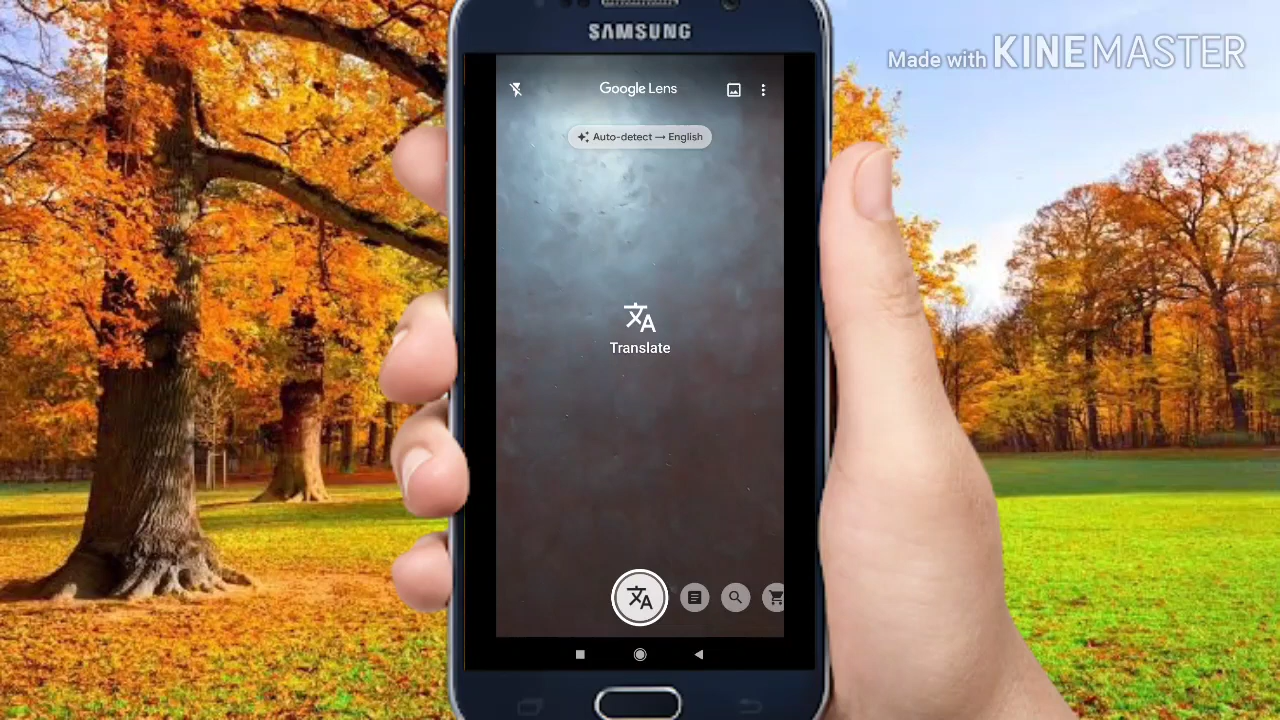 SAMSUNG
Made with KINEMASTER
Google Lens
Auto-detect → English
Translate